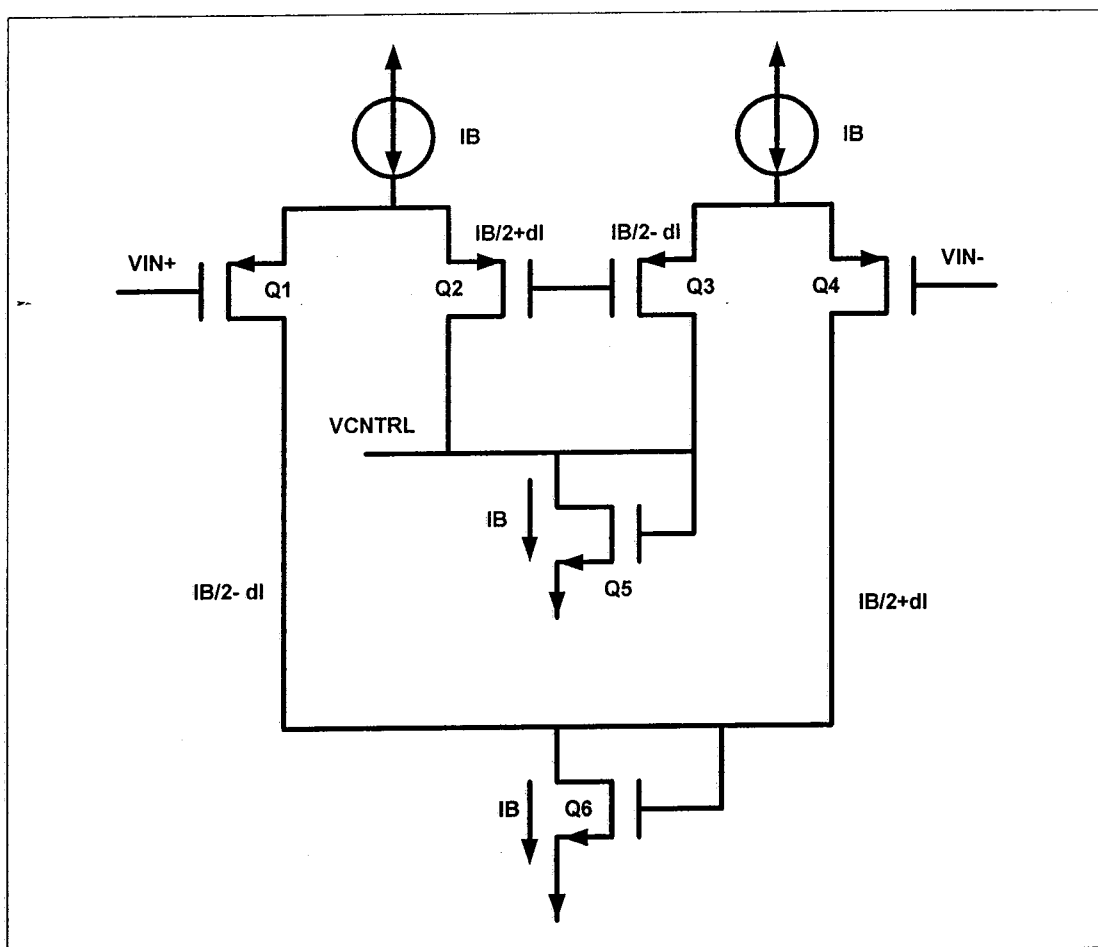 IB
IB
IB/2+dI
IB/2- dI
VIN+
VIN-
Q1
Q2
Q3
Q4
VCNTRL
IB
Q5
IB/2- dI
IB/2+dI
IB
Q6